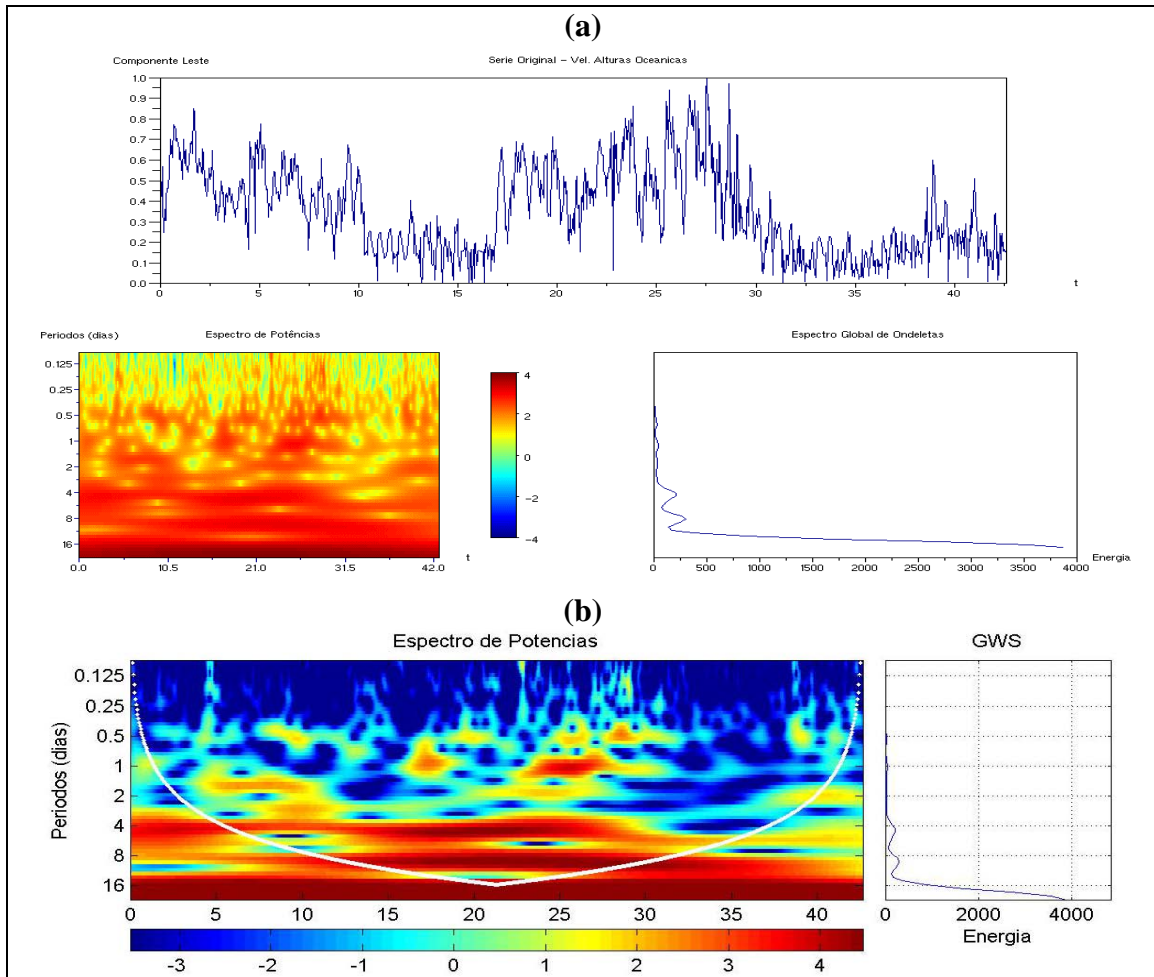 (a)
Componente Leste
Serie Original – Vel. Alturas Oceanicas
1.0
0.9
0.8
0.7
0.6
0.5
0.4
0.3
0.2
0.1
0.0
0 5 10 15 20 25 30 35 40
t
Periodos (dias)
Espectro de Potências
0.125
0.25
0.5
1
2
4
8
16
0.0 10.5 21.0 31.5 42.0
t
4
2
0
−2
−4
Espectro Global de Ondeletas
0 500 1000 1500 2000 2500 3000 3500 4000
Energia
(b)
Espectro de Potencias
Periodos (dias)
0.125
0.25
0.5
1
2
4
8
16
0 5 10 15 20 25 30 35 40
-3 -2 -1 0 1 2 3 4
GWS
0 2000 4000
Energia